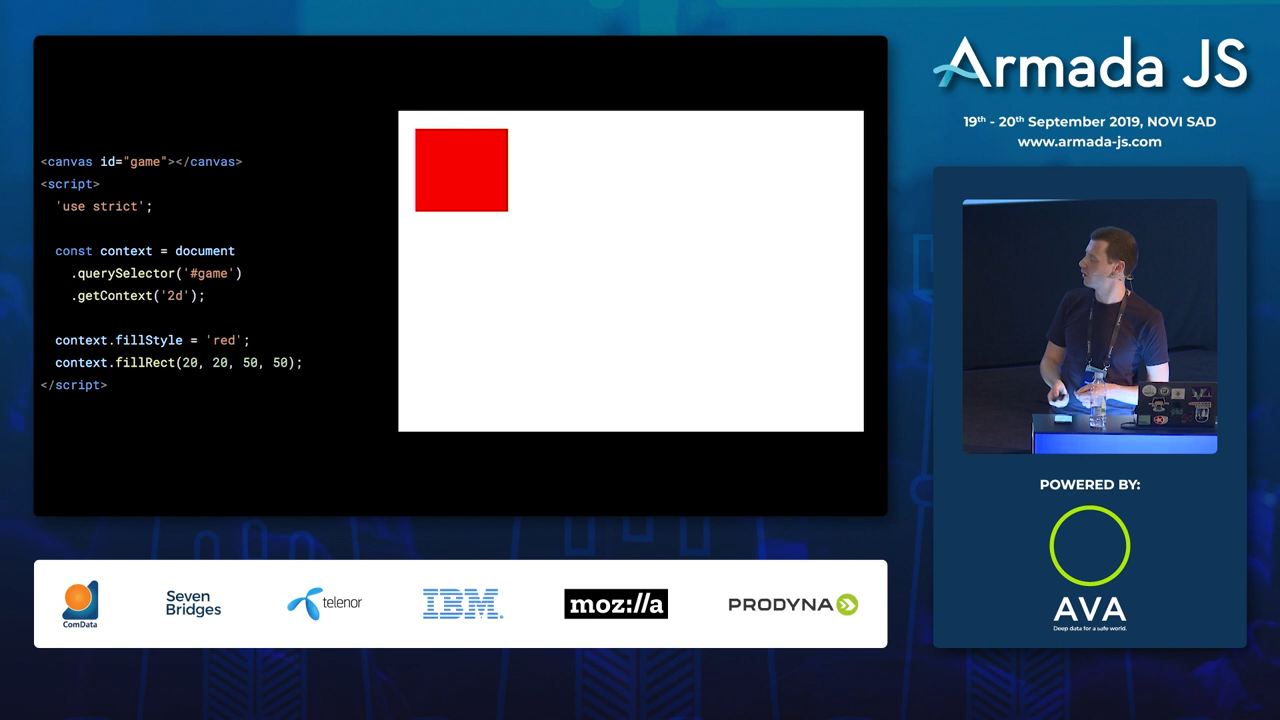 <canvas id="game"></canvas>
<script>
'use strict';
const context = document
.querySelector('#game')
.getContext('2d');
context.fillStyle = 'red';
context.fillRect(20, 20, 50, 50);
</script>
Armada JS
19th - 20th September 2019, NOVI SAD
www.armada-js.com
POWERED BY:
AVA
Deep data for a safe world.
ComData
Seven
Bridges
telenor
IBM
moz://a
PRODYNA